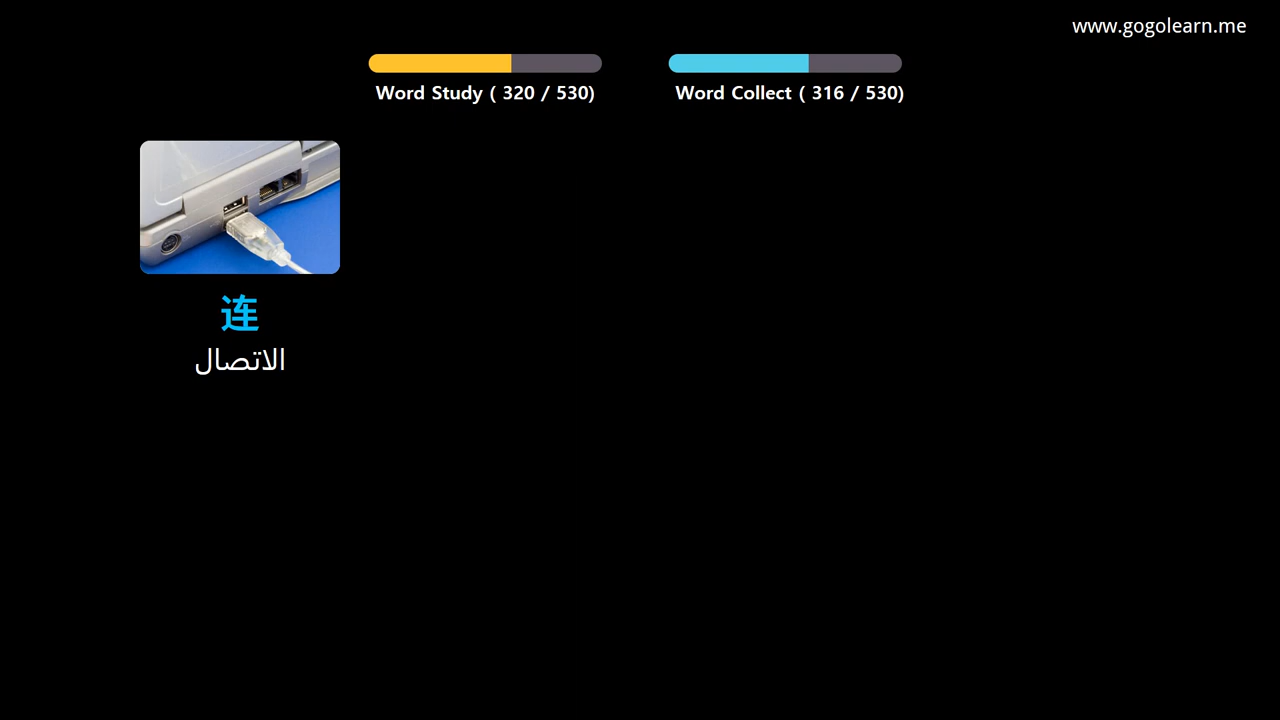 www.gogolearn.me
Word Study ( 320 / 530)
Word Collect ( 316 / 530)
连
الاتصال